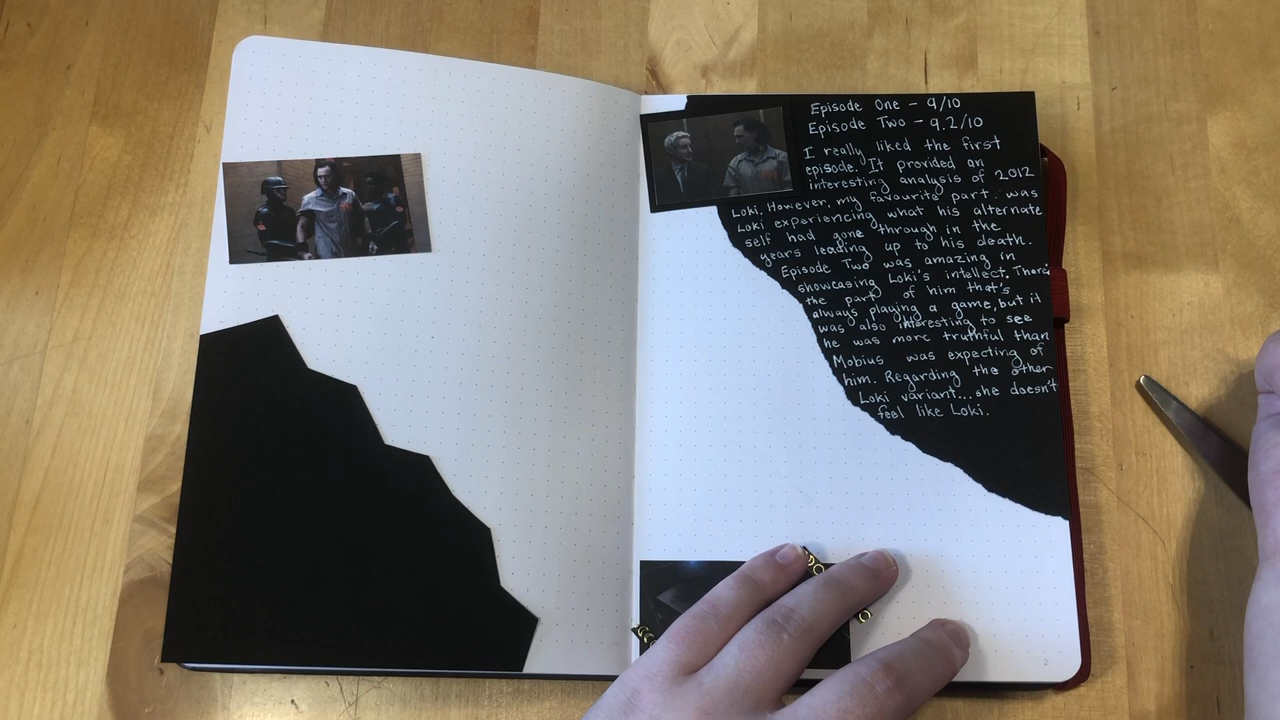 Episode One - 9/10
Episode Two - 9.2/10
I really liked the first
episode. It provided an
interesting analysis of 2012
Loki. However, my favourite part was
Loki experiencing what his alternate
self had gone through in the
years leading up to his death.
Episode Two was amazing in
showcasing Loki's intellect. There's
the part of him that's
always playing a game, but it
was also interesting to see
he was more truthful than
Mobius was expecting of
him. Regarding the other
Loki variant... she doesn't
feel like Loki.
2